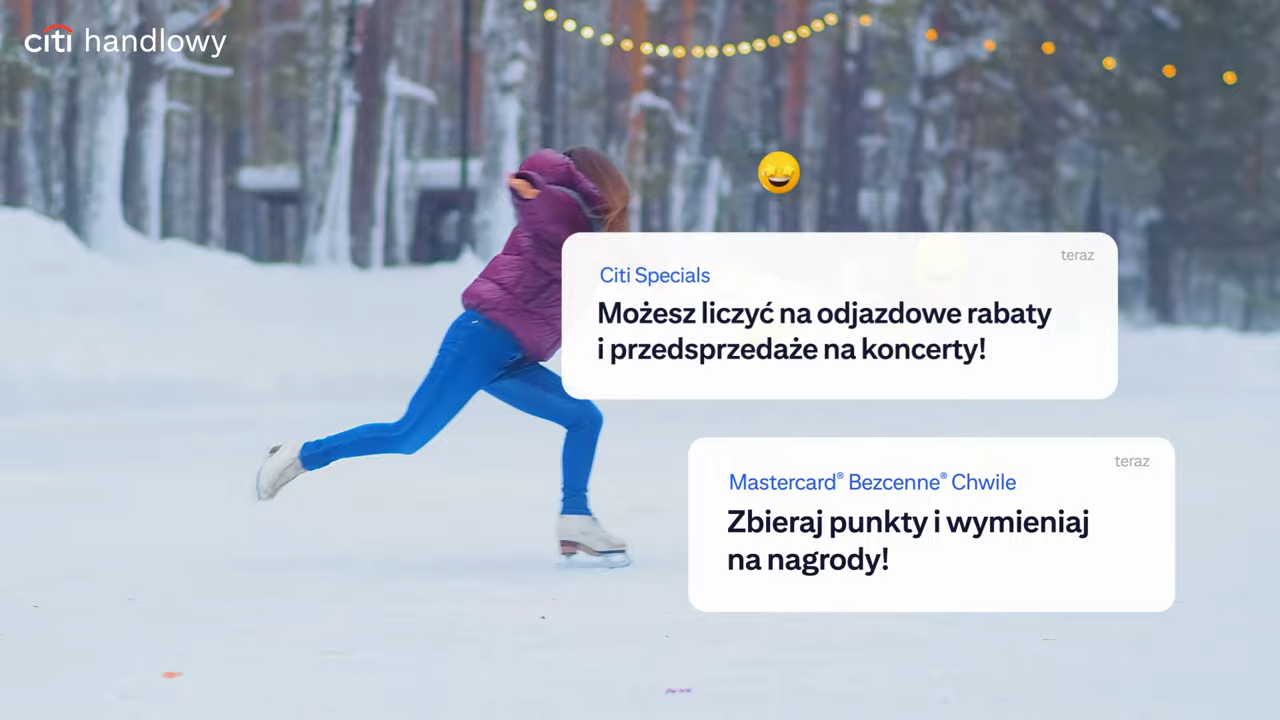 citi handlowy
teraz
Citi Specials
Możesz liczyć na odjazdowe rabaty
i przedsprzedaże na koncerty!
teraz
Mastercard® Bezcenne® Chwile
Zbieraj punkty i wymieniaj
na nagrody!